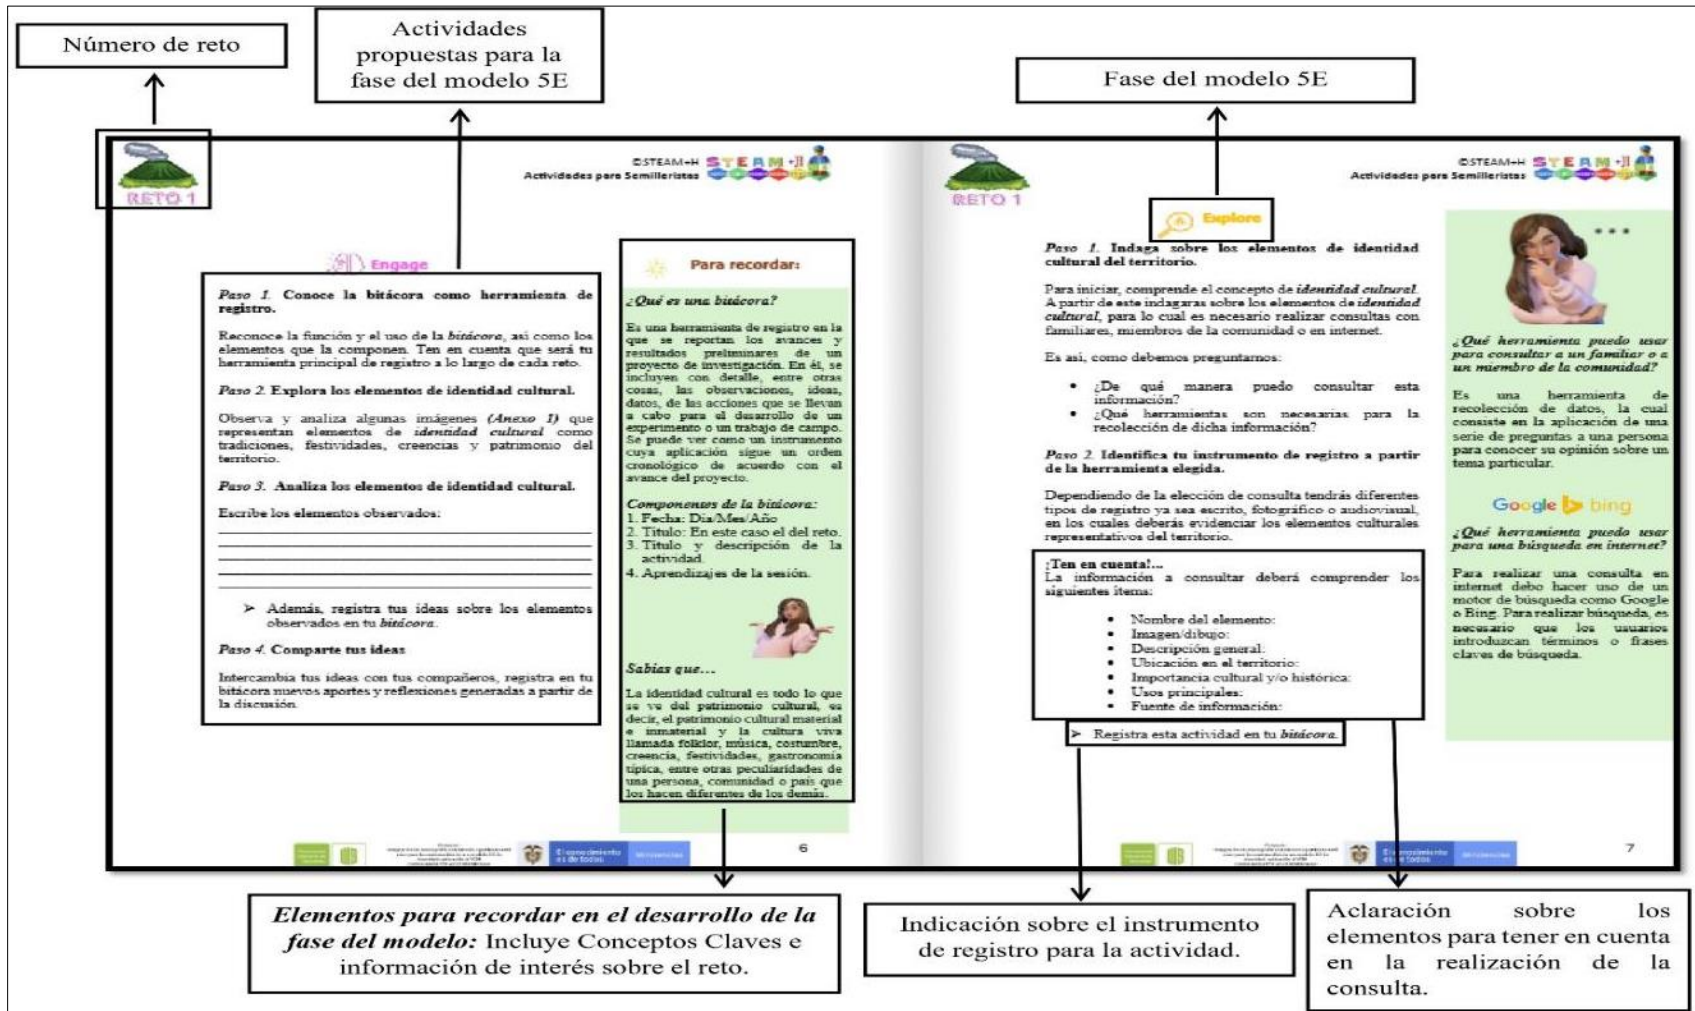 Número de reto
Actividades
propuestas para la
fase del modelo 5E
Fase del modelo 5E
RETO 1
©STEAM+H STEAM+H
Actividades para Semilleristas
Engage
Paso 1. Conoce la bitácora como herramienta de
registro.
Reconoce la función y el uso de la bitácora, así como los
elementos que la componen. Ten en cuenta que será tu
herramienta principal de registro a lo largo de cada reto.
Paso 2. Explora los elementos de identidad cultural.
Observa y analiza algunas imágenes (Anexo 1) que
representan elementos de identidad cultural como
tradiciones, festividades, creencias y patrimonio del
territorio.
Paso 3. Analiza los elementos de identidad cultural.
Escribe los elementos observados:
➢ Además, registra tus ideas sobre los elementos
observados en tu bitácora.
Paso 4. Comparte tus ideas
Intercambia tus ideas con tus compañeros, registra en tu
bitácora nuevos aportes y reflexiones generadas a partir de
la discusión.
Para recordar:
¿Qué es una bitácora?
Es una herramienta de registro en la
que se reportan los avances y
resultados preliminares de un
proyecto de investigación. En él, se
incluyen con detalle, entre otras
cosas, las observaciones, ideas,
datos, de las acciones que se llevan
a cabo para el desarrollo de un
experimento o un trabajo de campo.
Se puede ver como un instrumento
cuya aplicación sigue un orden
cronológico de acuerdo con el
avance del proyecto.
Componentes de la bitácora:
1. Fecha: Dia/Mes/Año
2. Titulo: En este caso el del reto.
3. Titulo y descripción de la
actividad.
4. Aprendizajes de la sesión.
Sabías que...
La identidad cultural es todo lo que
se ve del patrimonio cultural, es
decir, el patrimonio cultural material
e inmaterial y la cultura viva
llamada folklor, música, costumbre,
creencia, festividades, gastronomía
típica, entre otras peculiaridades de
una persona, comunidad o país que
los hacen diferentes de los demás.
El conocimiento
es de todos
Minciencias
6
RETO 1
©STEAM+H STEAM+H
Actividades para Semilleristas
Explore
Paso 1. Indaga sobre los elementos de identidad
cultural del territorio.
Para iniciar, comprende el concepto de identidad cultural.
A partir de este indagaras sobre los elementos de identidad
cultural, para lo cual es necesario realizar consultas con
familiares, miembros de la comunidad o en internet.
Es así, como debemos preguntarnos:
• ¿De qué manera puedo consultar esta
información?
• ¿Qué herramientas son necesarias para la
recolección de dicha información?
Paso 2. Identifica tu instrumento de registro a partir
de la herramienta elegida.
Dependiendo de la elección de consulta tendrás diferentes
tipos de registro ya sea escrito, fotográfico o audiovisual,
en los cuales deberás evidenciar los elementos culturales
representativos del territorio.
¡Ten en cuenta!...
La información a consultar deberá comprender los
siguientes ítems:
• Nombre del elemento:
• Imagen/dibujo:
• Descripción general:
• Ubicación en el territorio:
• Importancia cultural y/o histórica:
• Usos principales:
• Fuente de información:
➢ Registra esta actividad en tu bitácora.
¿Qué herramienta puedo usar
para consultar a un familiar o a
un miembro de la comunidad?
Es una herramienta de
recolección de datos, la cual
consiste en la aplicación de una
serie de preguntas a una persona
para conocer su opinión sobre un
tema particular.
Google bing
¿Qué herramienta puedo usar
para una búsqueda en internet?
Para realizar una consulta en
internet debo hacer uso de un
motor de búsqueda como Google
o Bing. Para realizar búsqueda, es
necesario que los usuarios
introduzcan términos o frases
claves de búsqueda.
El conocimiento
es de todos
Minciencias
7
Elementos para recordar en el desarrollo de la
fase del modelo: Incluye Conceptos Claves e
información de interés sobre el reto.
Indicación sobre el instrumento
de registro para la actividad.
Aclaración sobre los
elementos para tener en cuenta
en la realización de la
consulta.